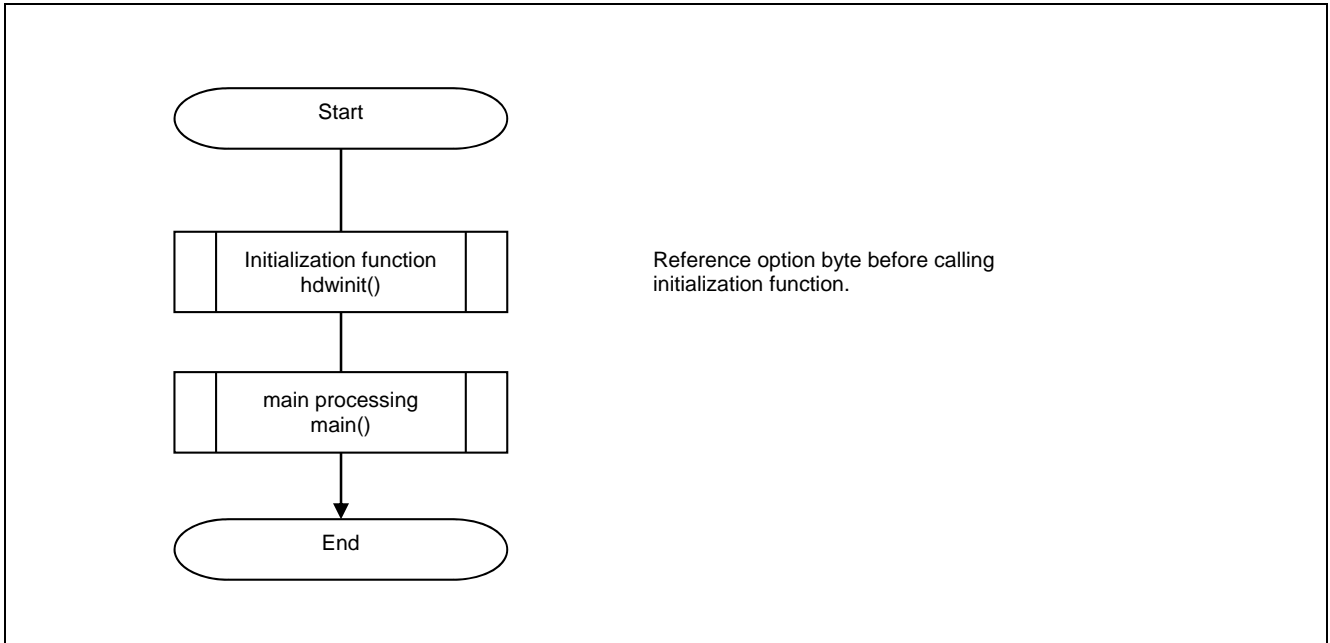 Start
Initialization function
hdwinit()
Reference option byte before calling
initialization function.
main processing
main()
End